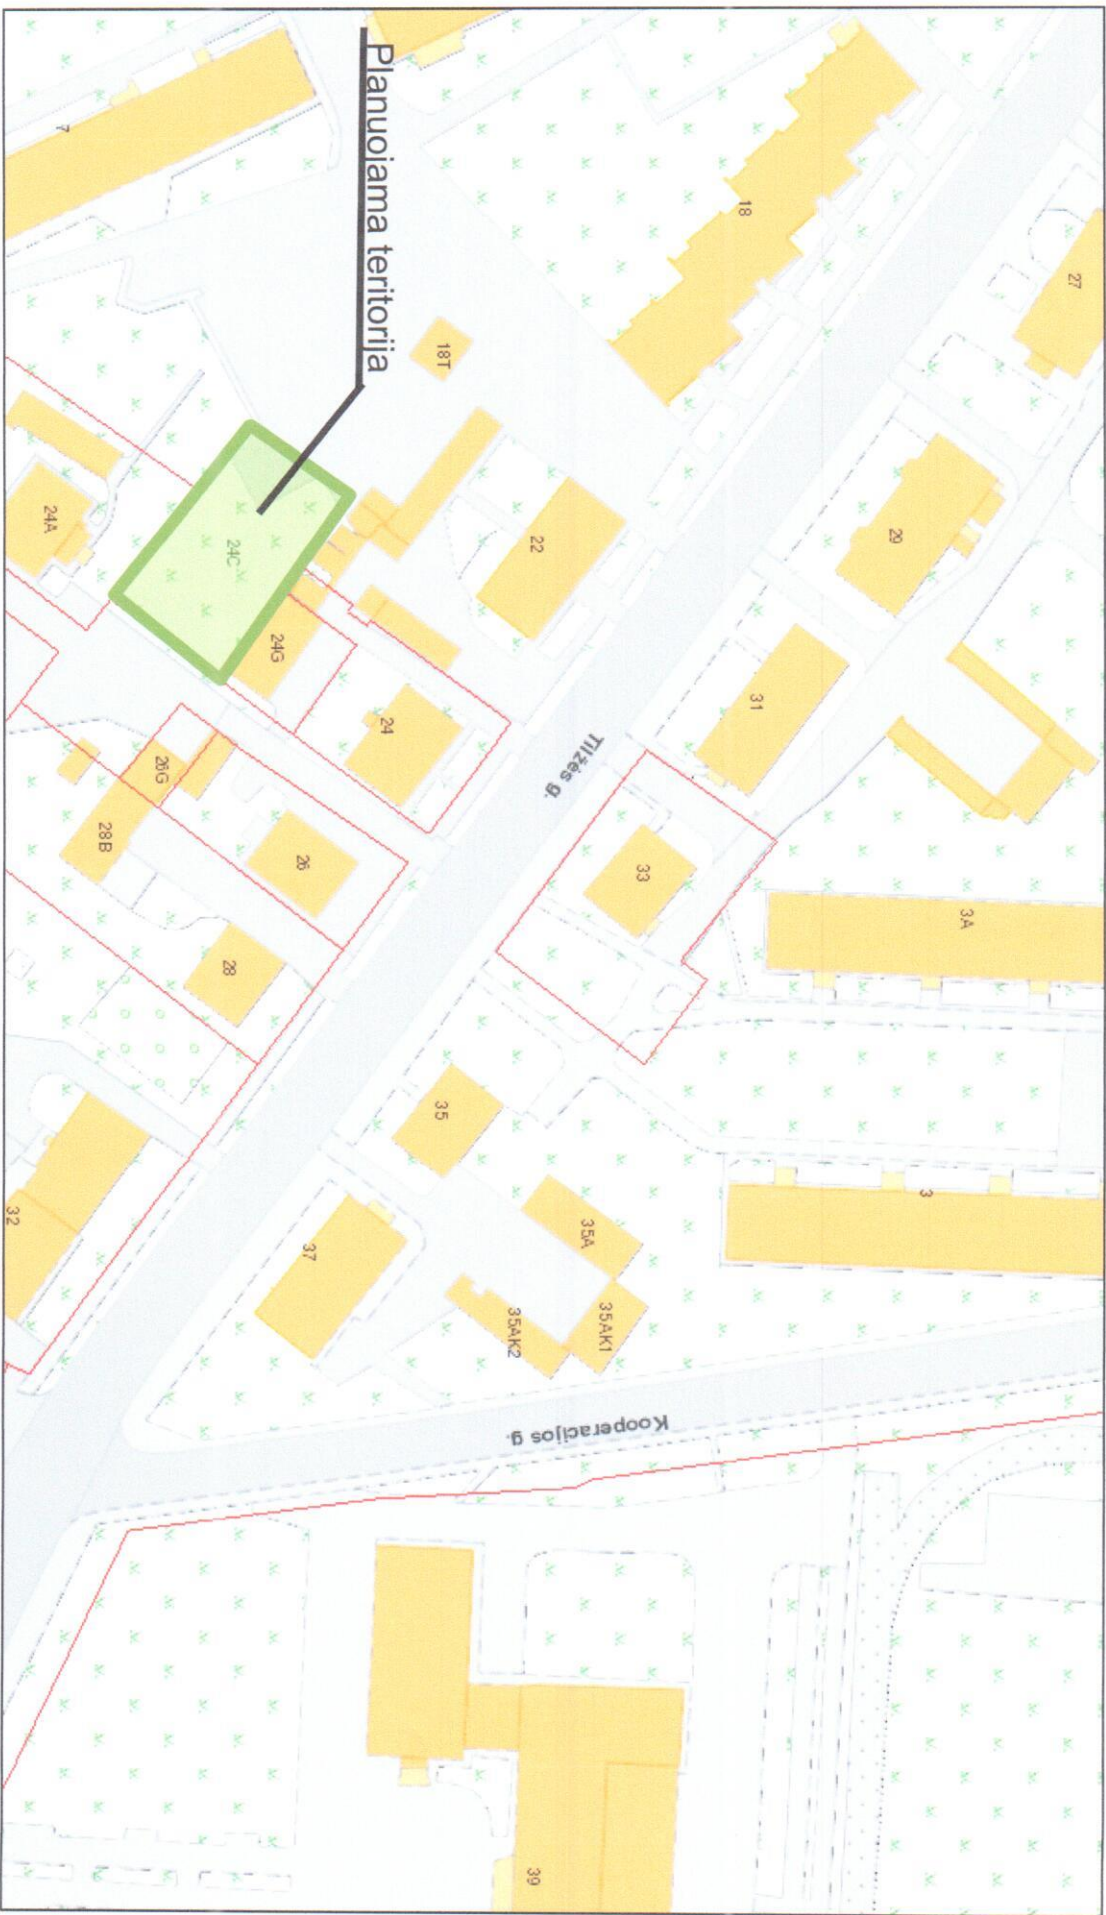 Planuojama teritorija
7
18
27
18T
24A
24C
22
29
24G
24
31
Tilžės g.
26G
28B
26
33
3A
28
35
32
37
35A
3
35AK2
35AK1
Kooperacijos g.
39